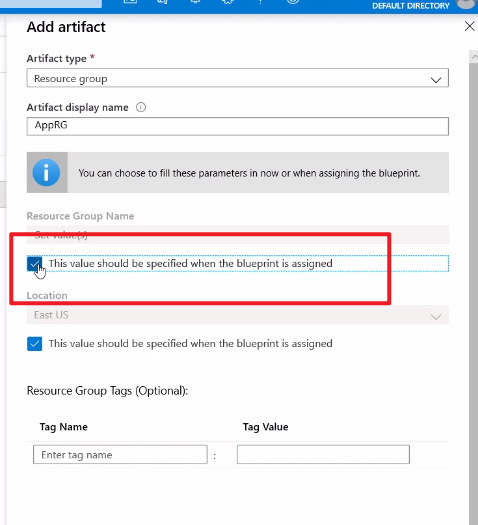 DEFAULT DIRECTORY
Add artifact
Artifact type *
Resource group
Artifact display name
AppRG
You can choose to fill these parameters in now or when assigning the blueprint.
Resource Group Name
Set value(s)
This value should be specified when the blueprint is assigned
Location
East US
This value should be specified when the blueprint is assigned
Resource Group Tags (Optional):
Tag Name Tag Value
Enter tag name :